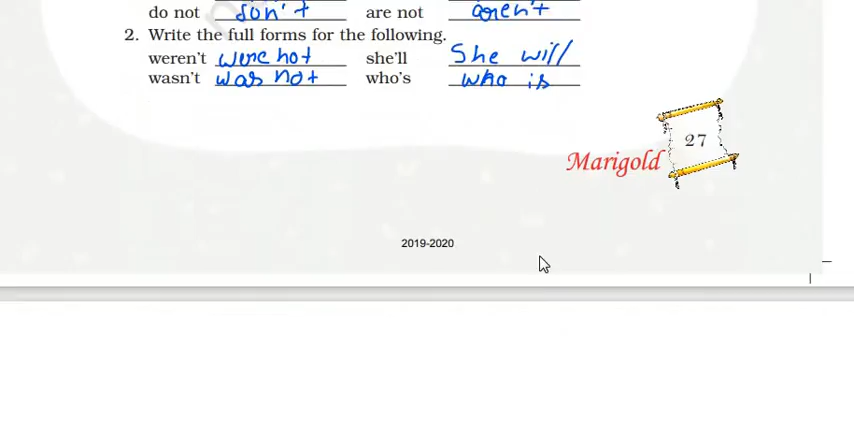 do not don't are not aren't
2. Write the full forms for the following.
weren't were not she'll She will
wasn't was not who's who is
27
Marigold
2019-2020